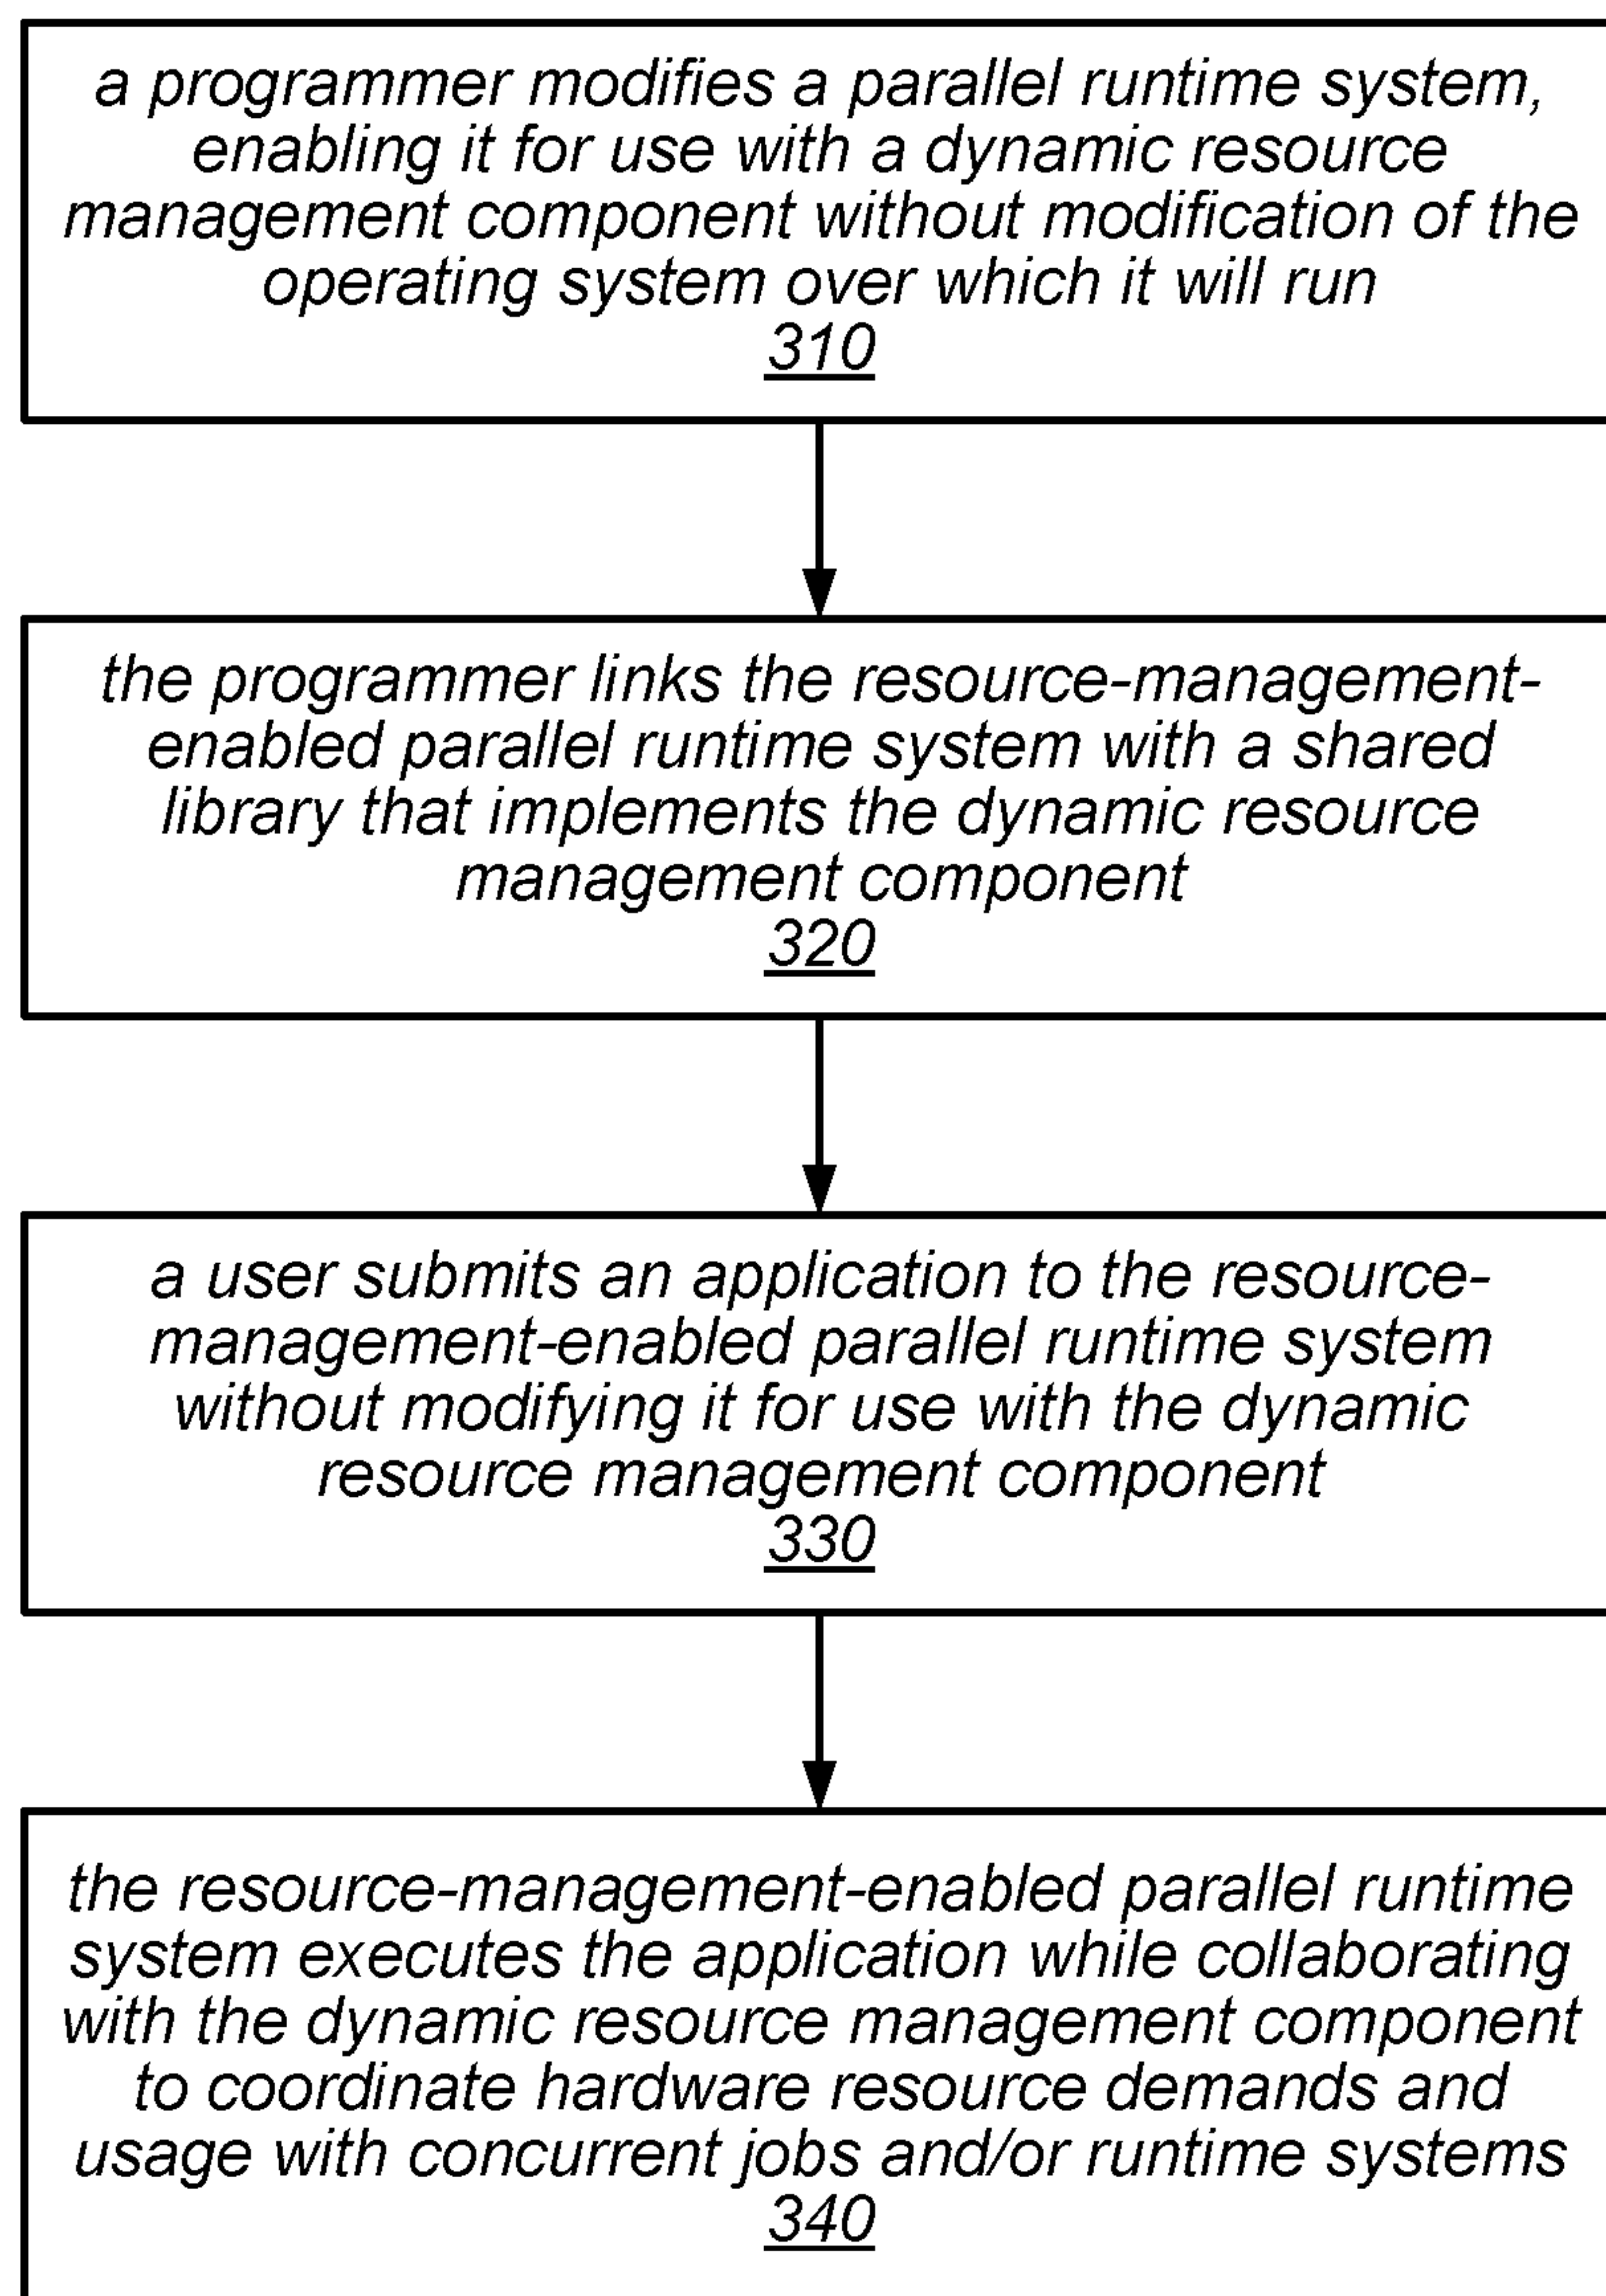 a programmer modifies a parallel runtime system,
enabling it for use with a dynamic resource
management component without modification of the
operating system over which it will run
310
the programmer links the resource-management-
enabled parallel runtime system with a shared
library that implements the dynamic resource
management component
320
a user submits an application to the resource-
management-enabled parallel runtime system
without modifying it for use with the dynamic
resource management component
330
the resource-management-enabled parallel runtime
system executes the application while collaborating
with the dynamic resource management component
to coordinate hardware resource demands and
usage with concurrent jobs and/or runtime systems
340